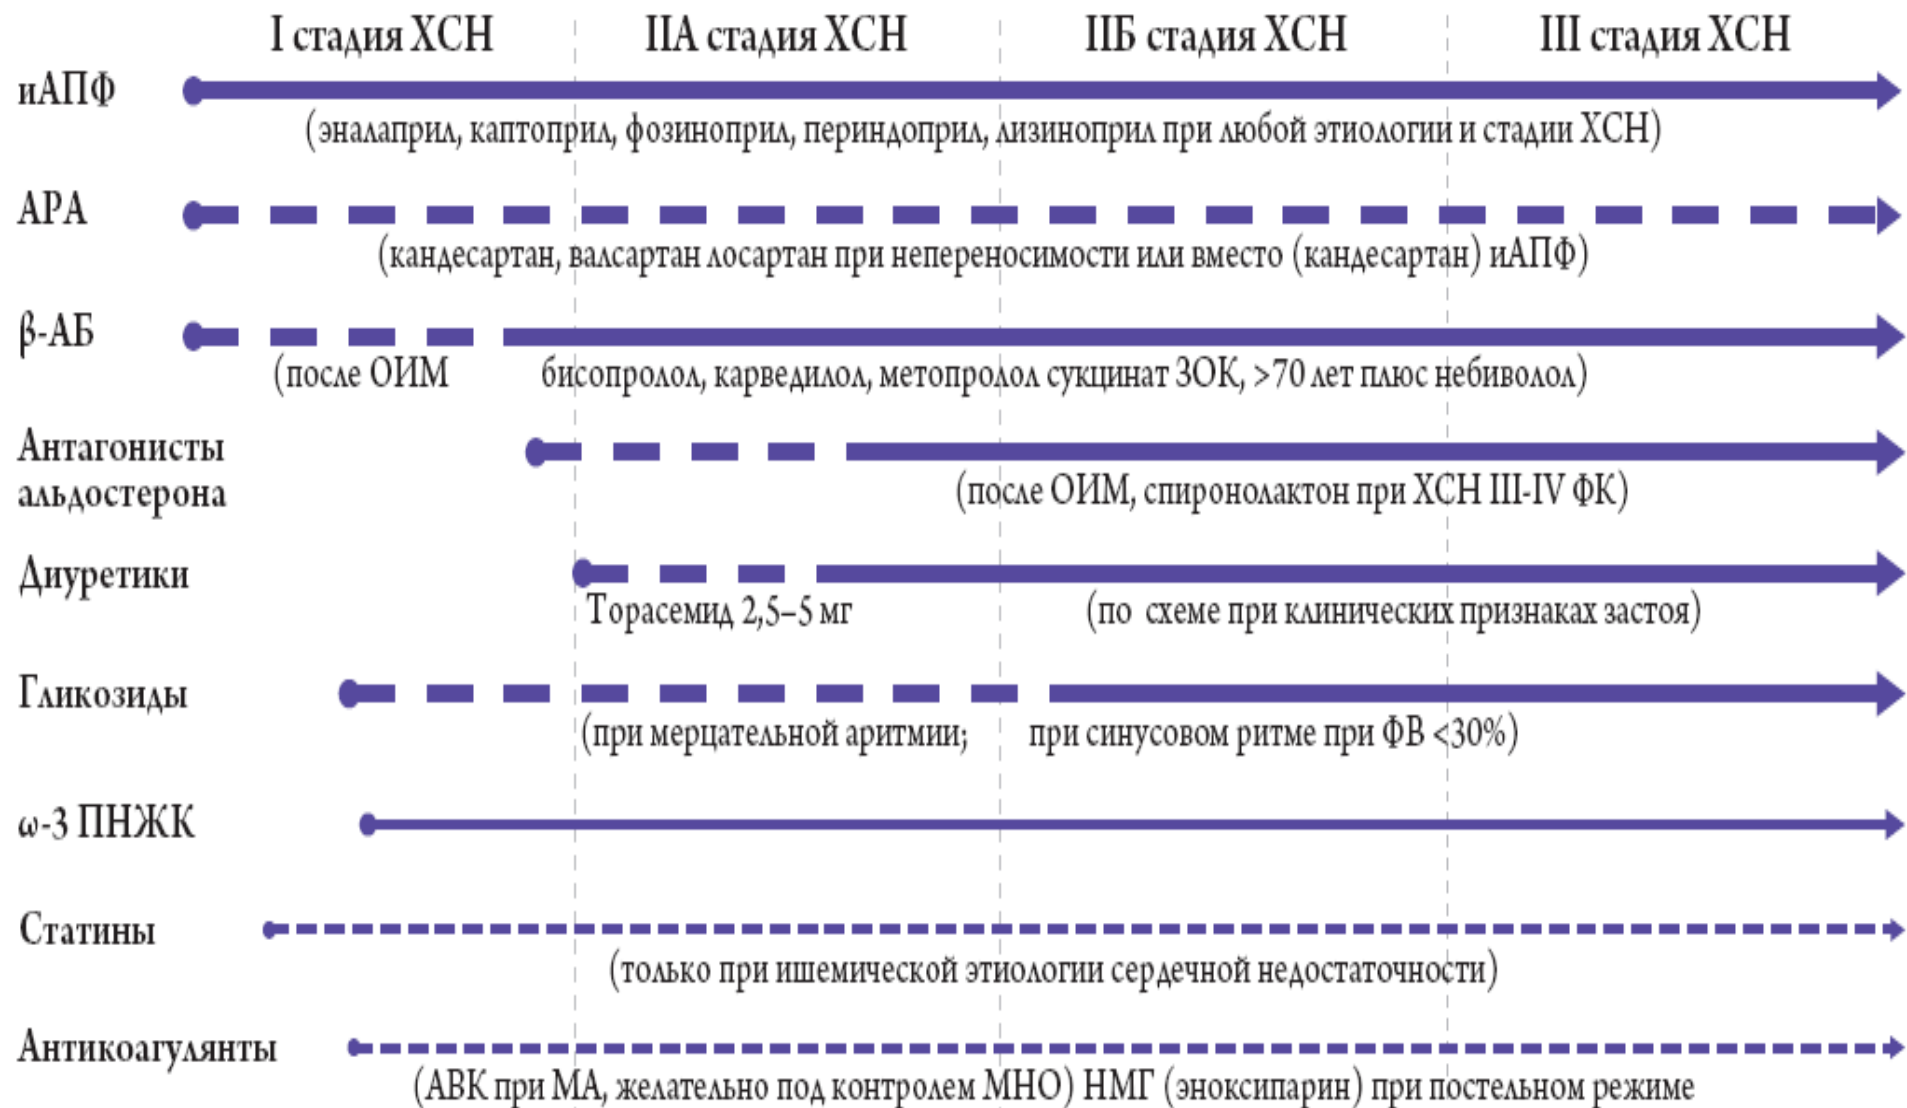 I стадия ХСН IIА стадия ХСН IIБ стадия ХСН III стадия ХСН
иАПФ
(эналаприл, каптоприл, фозиноприл, периндоприл, лизиноприл при любой этиологии и стадии ХСН)
АРА
(кандесартан, валсартан лосартан при непереносимости или вместо (кандесартан) иАПФ)
β-АБ
(после ОИМ бисопролол, карведилол, метопролол сукцинат ЗОК, >70 лет плюс небиволол)
Антагонисты
альдостерона
(после ОИМ, спиронолактон при ХСН III-IV ФК)
Диуретики
Торасемид 2,5–5 мг (по схеме при клинических признаках застоя)
Гликозиды
(при мерцательной аритмии; при синусовом ритме при ФВ <30%)
ω-3 ПНЖК
Статины
(только при ишемической этиологии сердечной недостаточности)
Антикоагулянты
(АВК при МА, желательно под контролем МНО) НМГ (эноксипарин) при постельном режиме